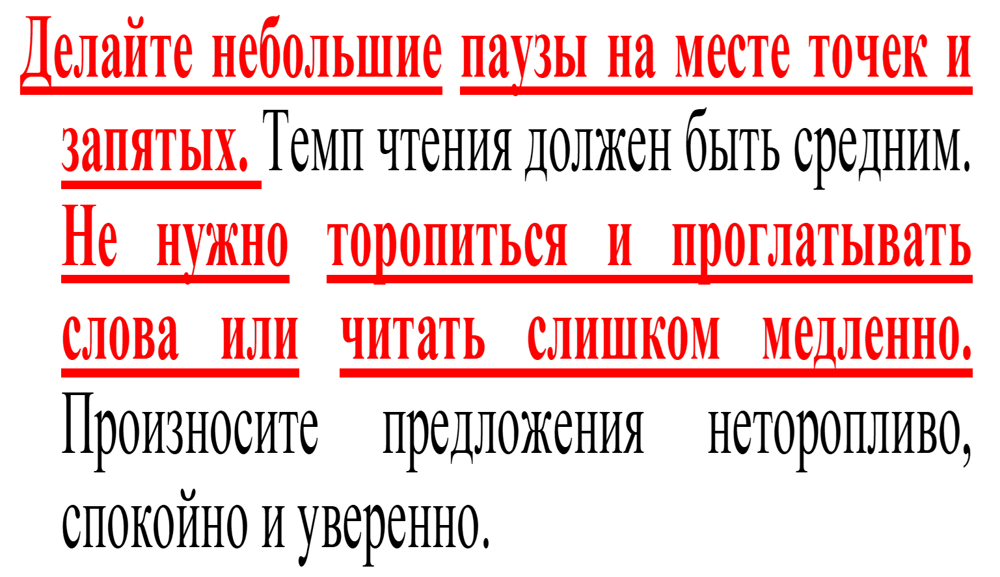 Делайте небольшие паузы на месте точек и
запятых. Темп чтения должен быть средним.
Не нужно торопиться и проглатывать
слова или читать слишком медленно.
Произносите предложения неторопливо,
спокойно и уверенно.